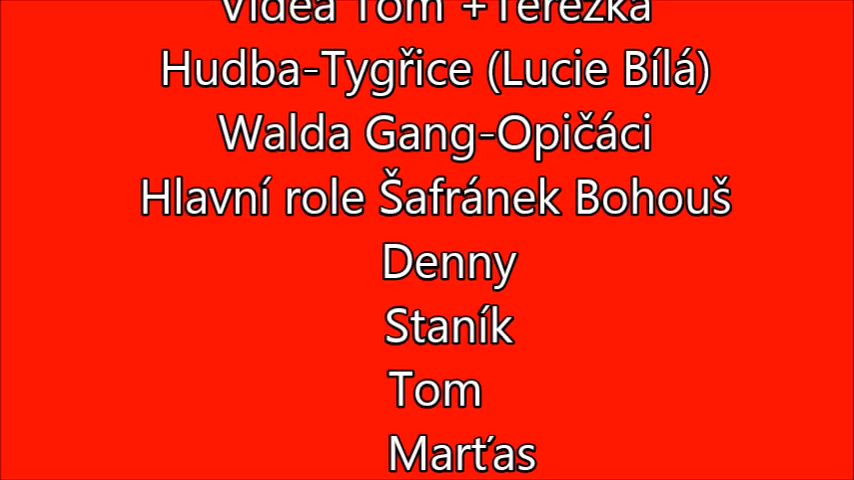 Videa Tom +Terezka
Hudba-Tygřice (Lucie Bílá)
Walda Gang-Opičáci
Hlavní role Šafránek Bohouš
Denny
Staník
Tom
Marťas